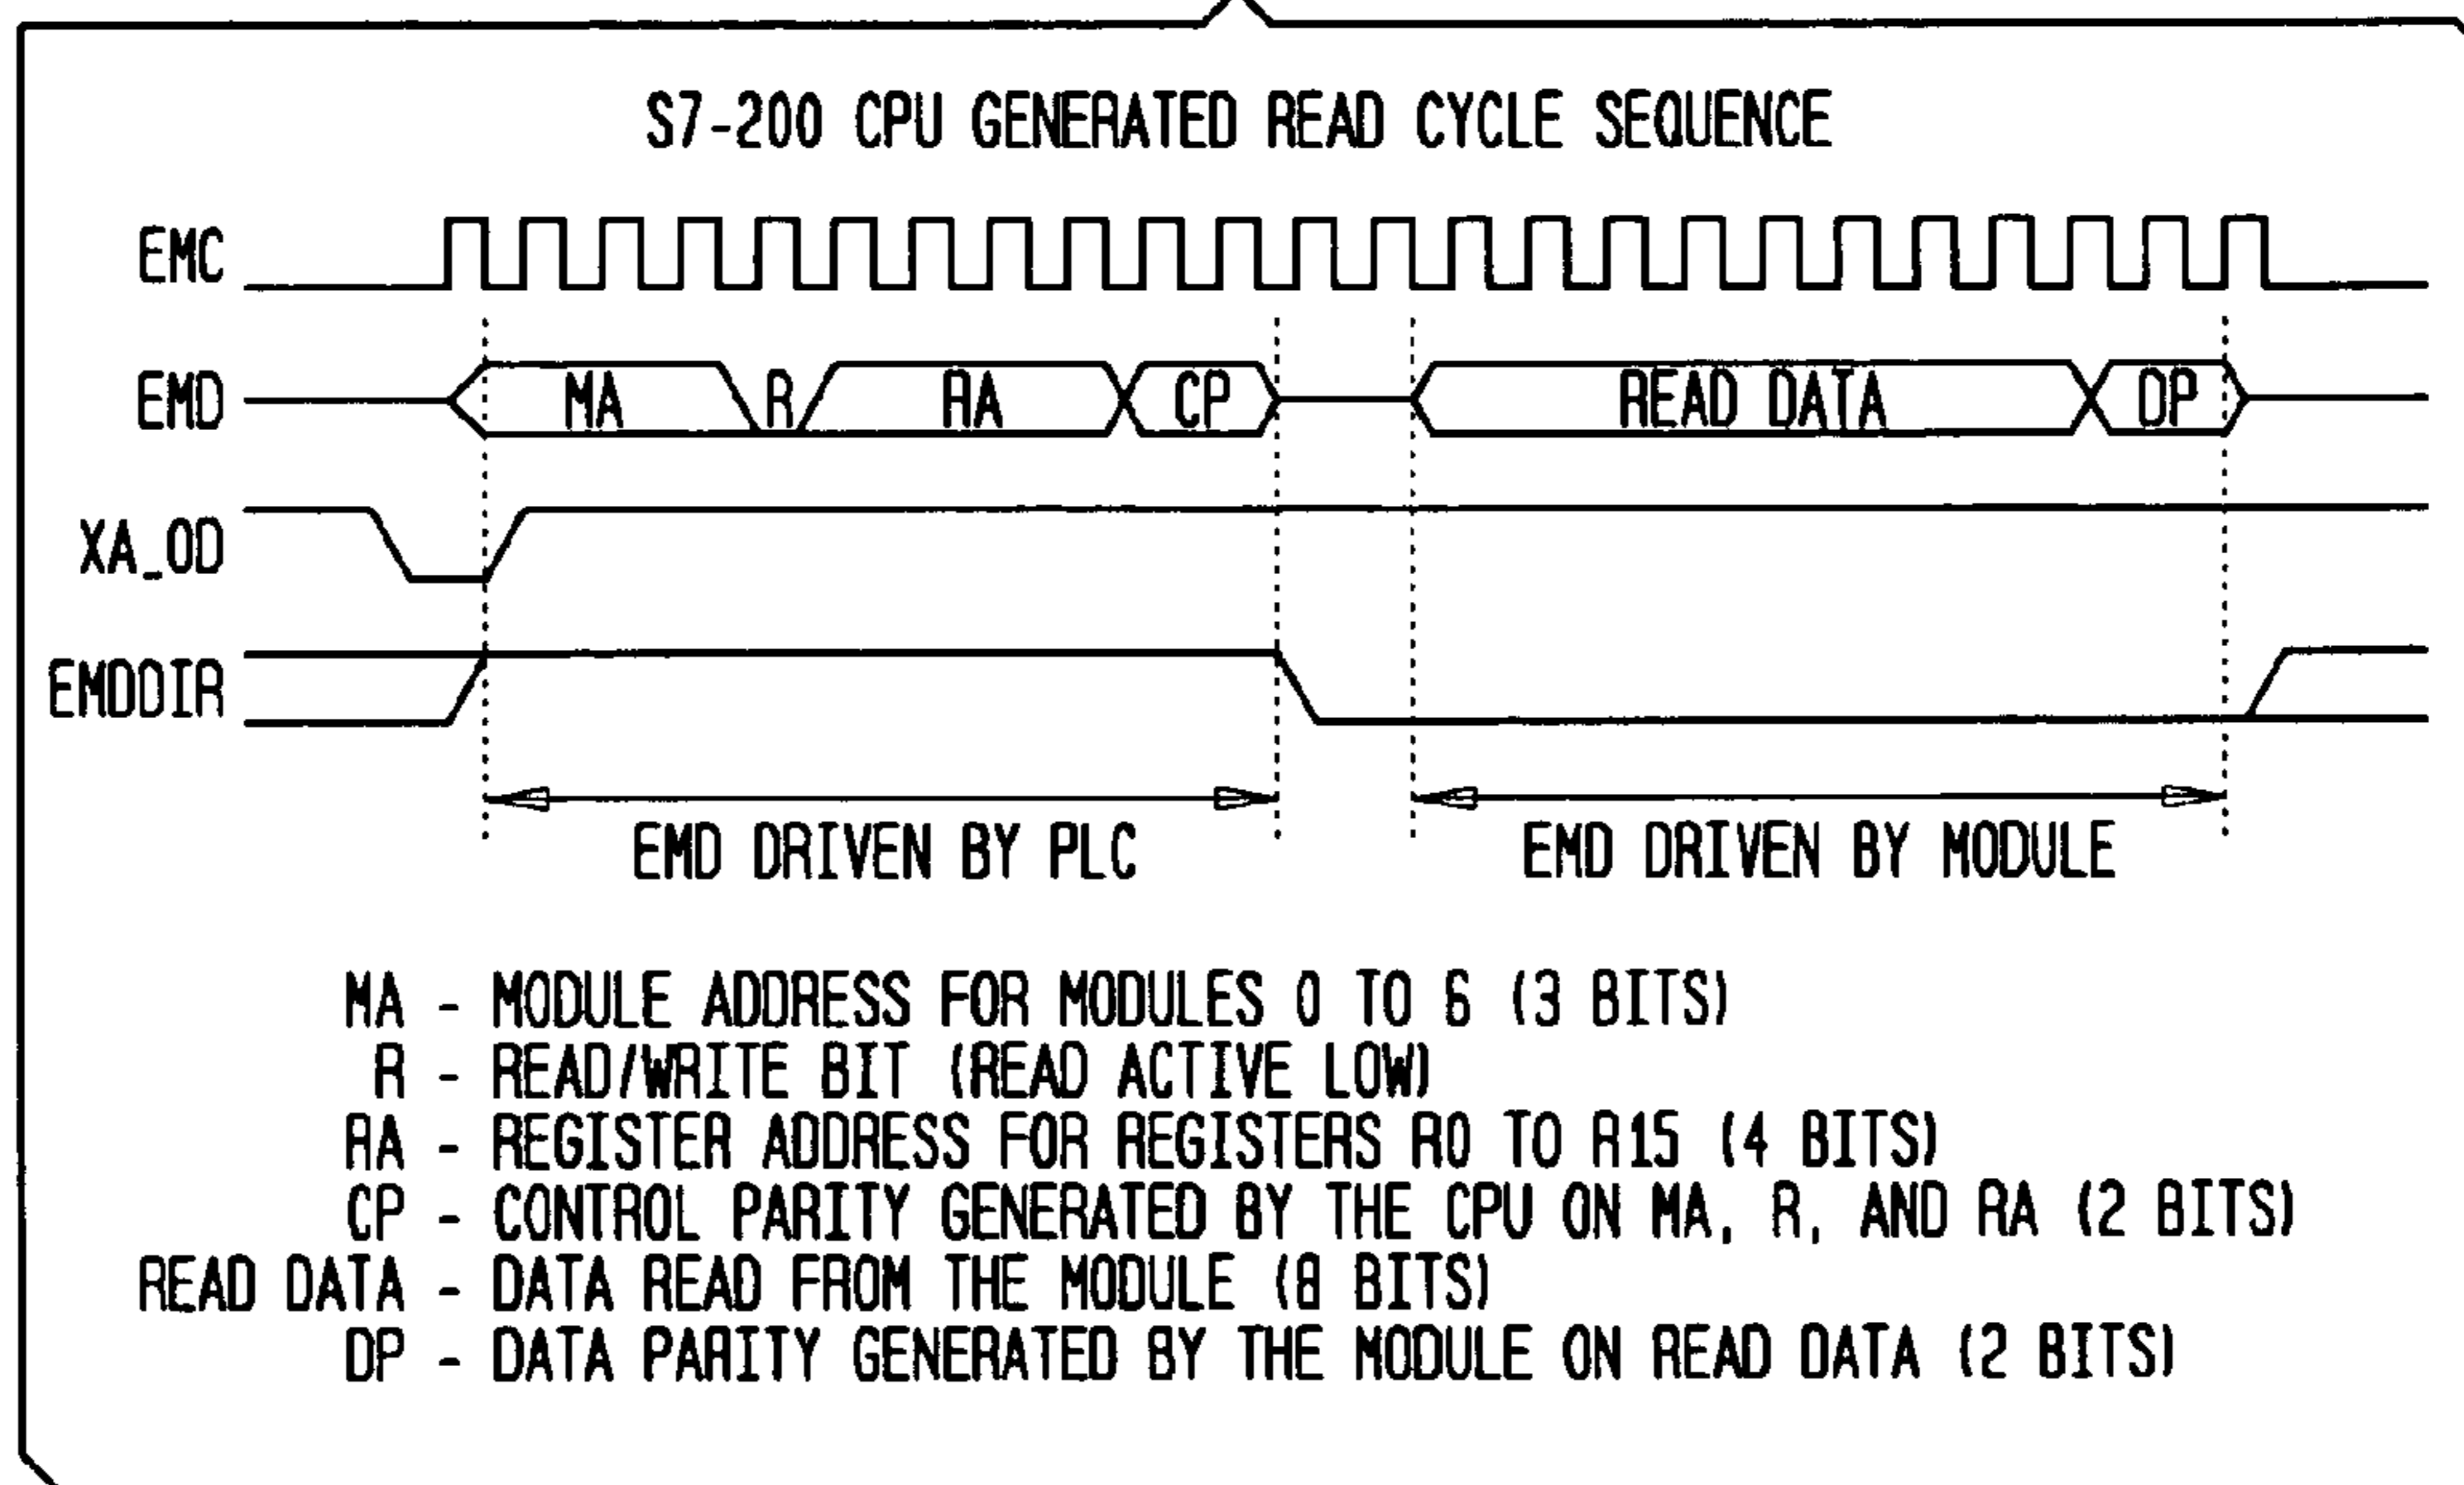 S7-200 CPU GENERATED READ CYCLE SEQUENCE
EMC
EMD
MA R RA CP READ DATA DP
XA_OD
EMDDIR
EMD DRIVEN BY PLC EMD DRIVEN BY MODULE
MA - MODULE ADDRESS FOR MODULES 0 TO 6 (3 BITS)
R - READ/WRITE BIT (READ ACTIVE LOW)
RA - REGISTER ADDRESS FOR REGISTERS R0 TO R15 (4 BITS)
CP - CONTROL PARITY GENERATED BY THE CPU ON MA, R, AND RA (2 BITS)
READ DATA - DATA READ FROM THE MODULE (8 BITS)
DP - DATA PARITY GENERATED BY THE MODULE ON READ DATA (2 BITS)